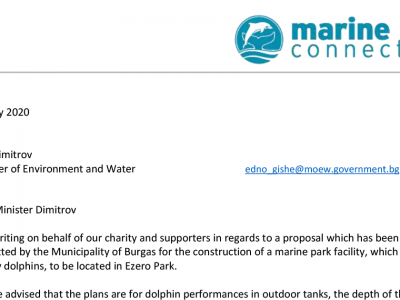 marine
connect
y 2020
imitrov
er of Environment and Water edno_gishe@moew.government.bg
Minister Dimitrov
riting on behalf of our charity and supporters in regards to a proposal which has been
tted by the Municipality of Burgas for the construction of a marine park facility, which
y dolphins, to be located in Ezero Park.
e advised that the plans are for dolphin performances in outdoor tanks, the depth of th